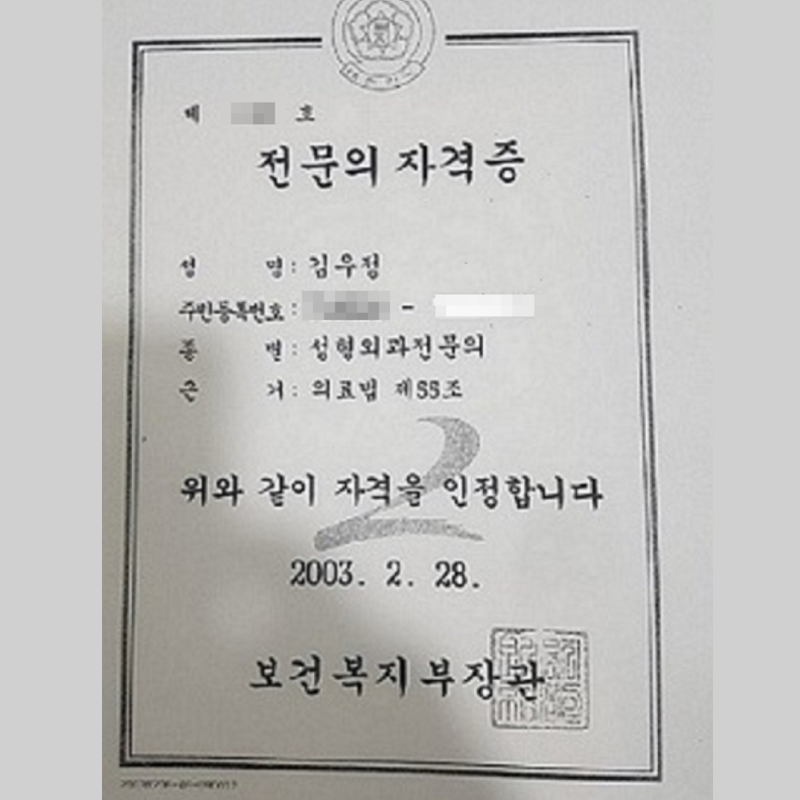 제 호
전문의 자격증
성 명 : 김우정
주민등록번호 : -
종 별 : 성형외과전문의
근 거 : 의료법 제55조
2
위와 같이 자격을 인정합니다
2003. 2. 28.
보건복지부장관